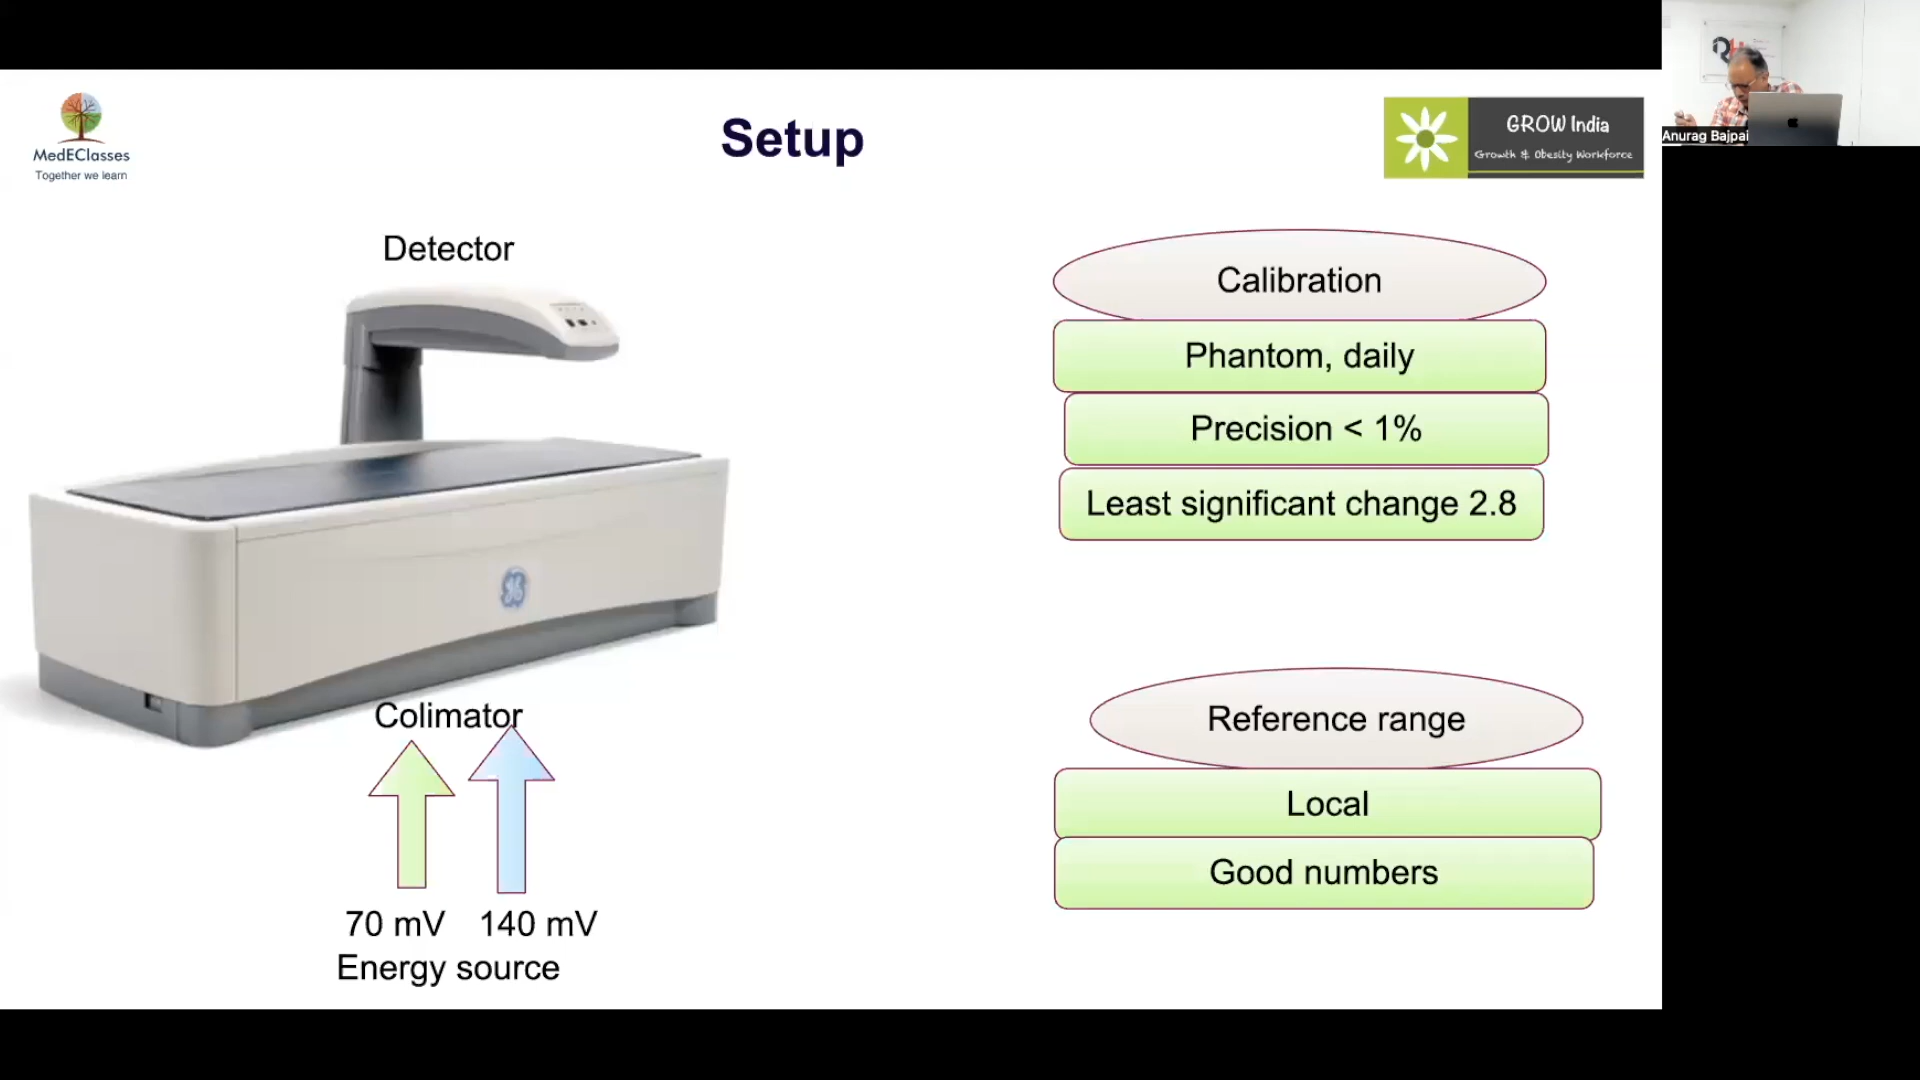 MedEClasses
Together we learn
Setup
GROW India
Growth & Obesity Workforce
Anurag Bajpai
Detector
Colimator
70 mV 140 mV
Energy source
Calibration
Phantom, daily
Precision < 1%
Least significant change 2.8
Reference range
Local
Good numbers